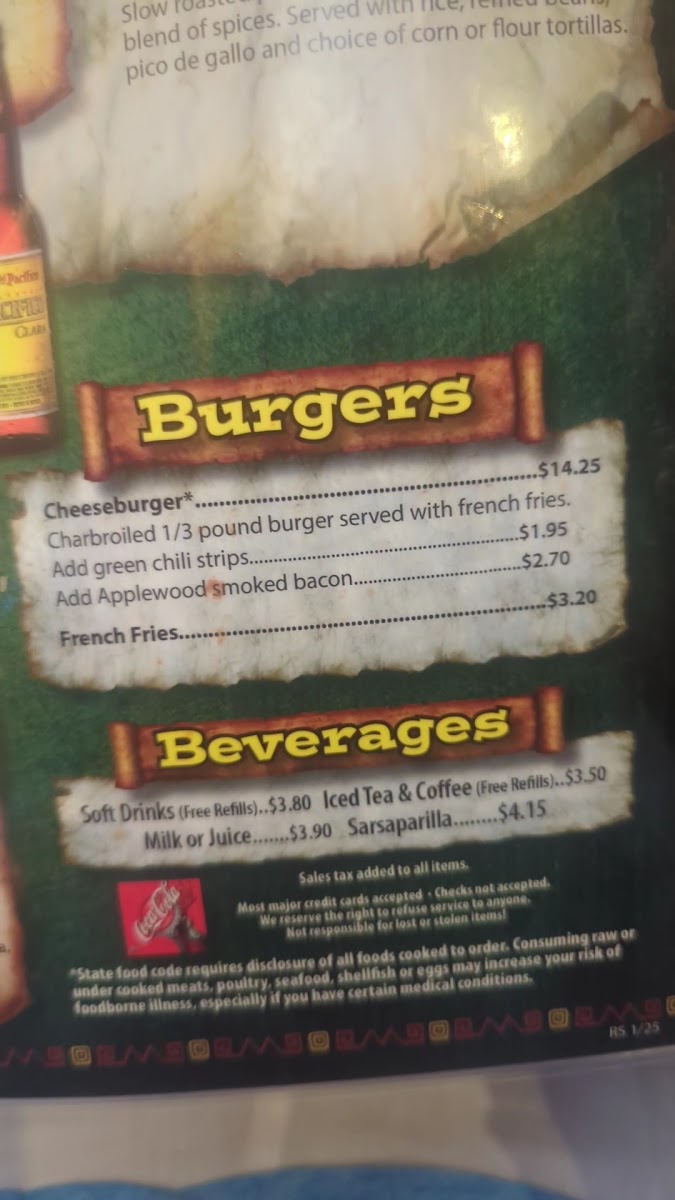 Slow
blend of spices. Served with rice, refried beans,
pico de gallo and choice of corn or flour tortillas.
Pacífico
CLARA
Burgers
Cheeseburger*..........$14.25
Charbroiled 1/3 pound burger served with french fries.
Add green chili strips..........$1.95
Add Applewood smoked bacon..........$2.70
French Fries..........$3.20
Beverages
Soft Drinks (Free Refills)..$3.80 Iced Tea & Coffee (Free Refills)..$3.50
Milk or Juice.......$3.90 Sarsaparilla........$4.15
Sales tax added to all items.
Coca-Cola
Most major credit cards accepted · Checks not accepted.
We reserve the right to refuse service to anyone.
Not responsible for lost or stolen items!
*State food code requires disclosure of all foods cooked to order. Consuming raw or
under cooked meats, poultry, seafood, shellfish or eggs may increase your risk of
foodborne illness, especially if you have certain medical conditions.
RS 1/25